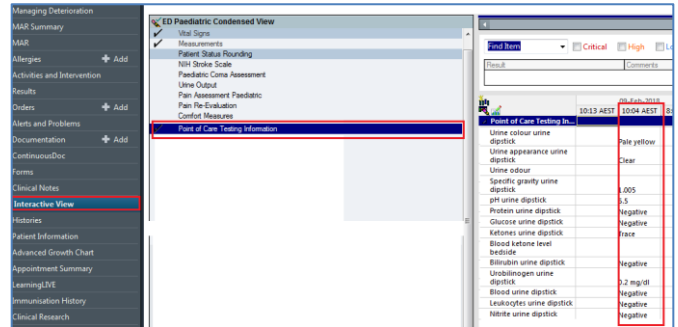 Managing Deterioration
MAR Summary
MAR
Allergies + Add
Activities and Intervention
Results
Orders + Add
Alerts and Problems
Documentation + Add
ContinuousDoc
Forms
Clinical Notes
Interactive View
Histories
Patient Information
Advanced Growth Chart
Appointment Summary
LearningLIVE
Immunisation History
Clinical Research
ED Paediatric Condensed View
Vital Signs
Measurements
Patient Status Rounding
NIH Stroke Scale
Paediatric Coma Assessment
Urine Output
Pain Assessment Paediatric
Pain Re-Evaluation
Comfort Measures
Point of Care Testing Information
Find Item Critical High
Result Comments
09-Feb-2018
10:13 AEST 10:04 AEST
Point of Care Testing In...
Urine colour urine
dipstick Pale yellow
Urine appearance urine
dipstick Clear
Urine odour
Specific gravity urine
dipstick 1.005
pH urine dipstick 5.5
Protein urine dipstick Negative
Glucose urine dipstick Negative
Ketones urine dipstick Trace
Blood ketone level
bedside
Bilirubin urine dipstick Negative
Urobilinogen urine
dipstick 0.2 mg/dl
Blood urine dipstick Negative
Leukocytes urine dipstick Negative
Nitrite urine dipstick Negative